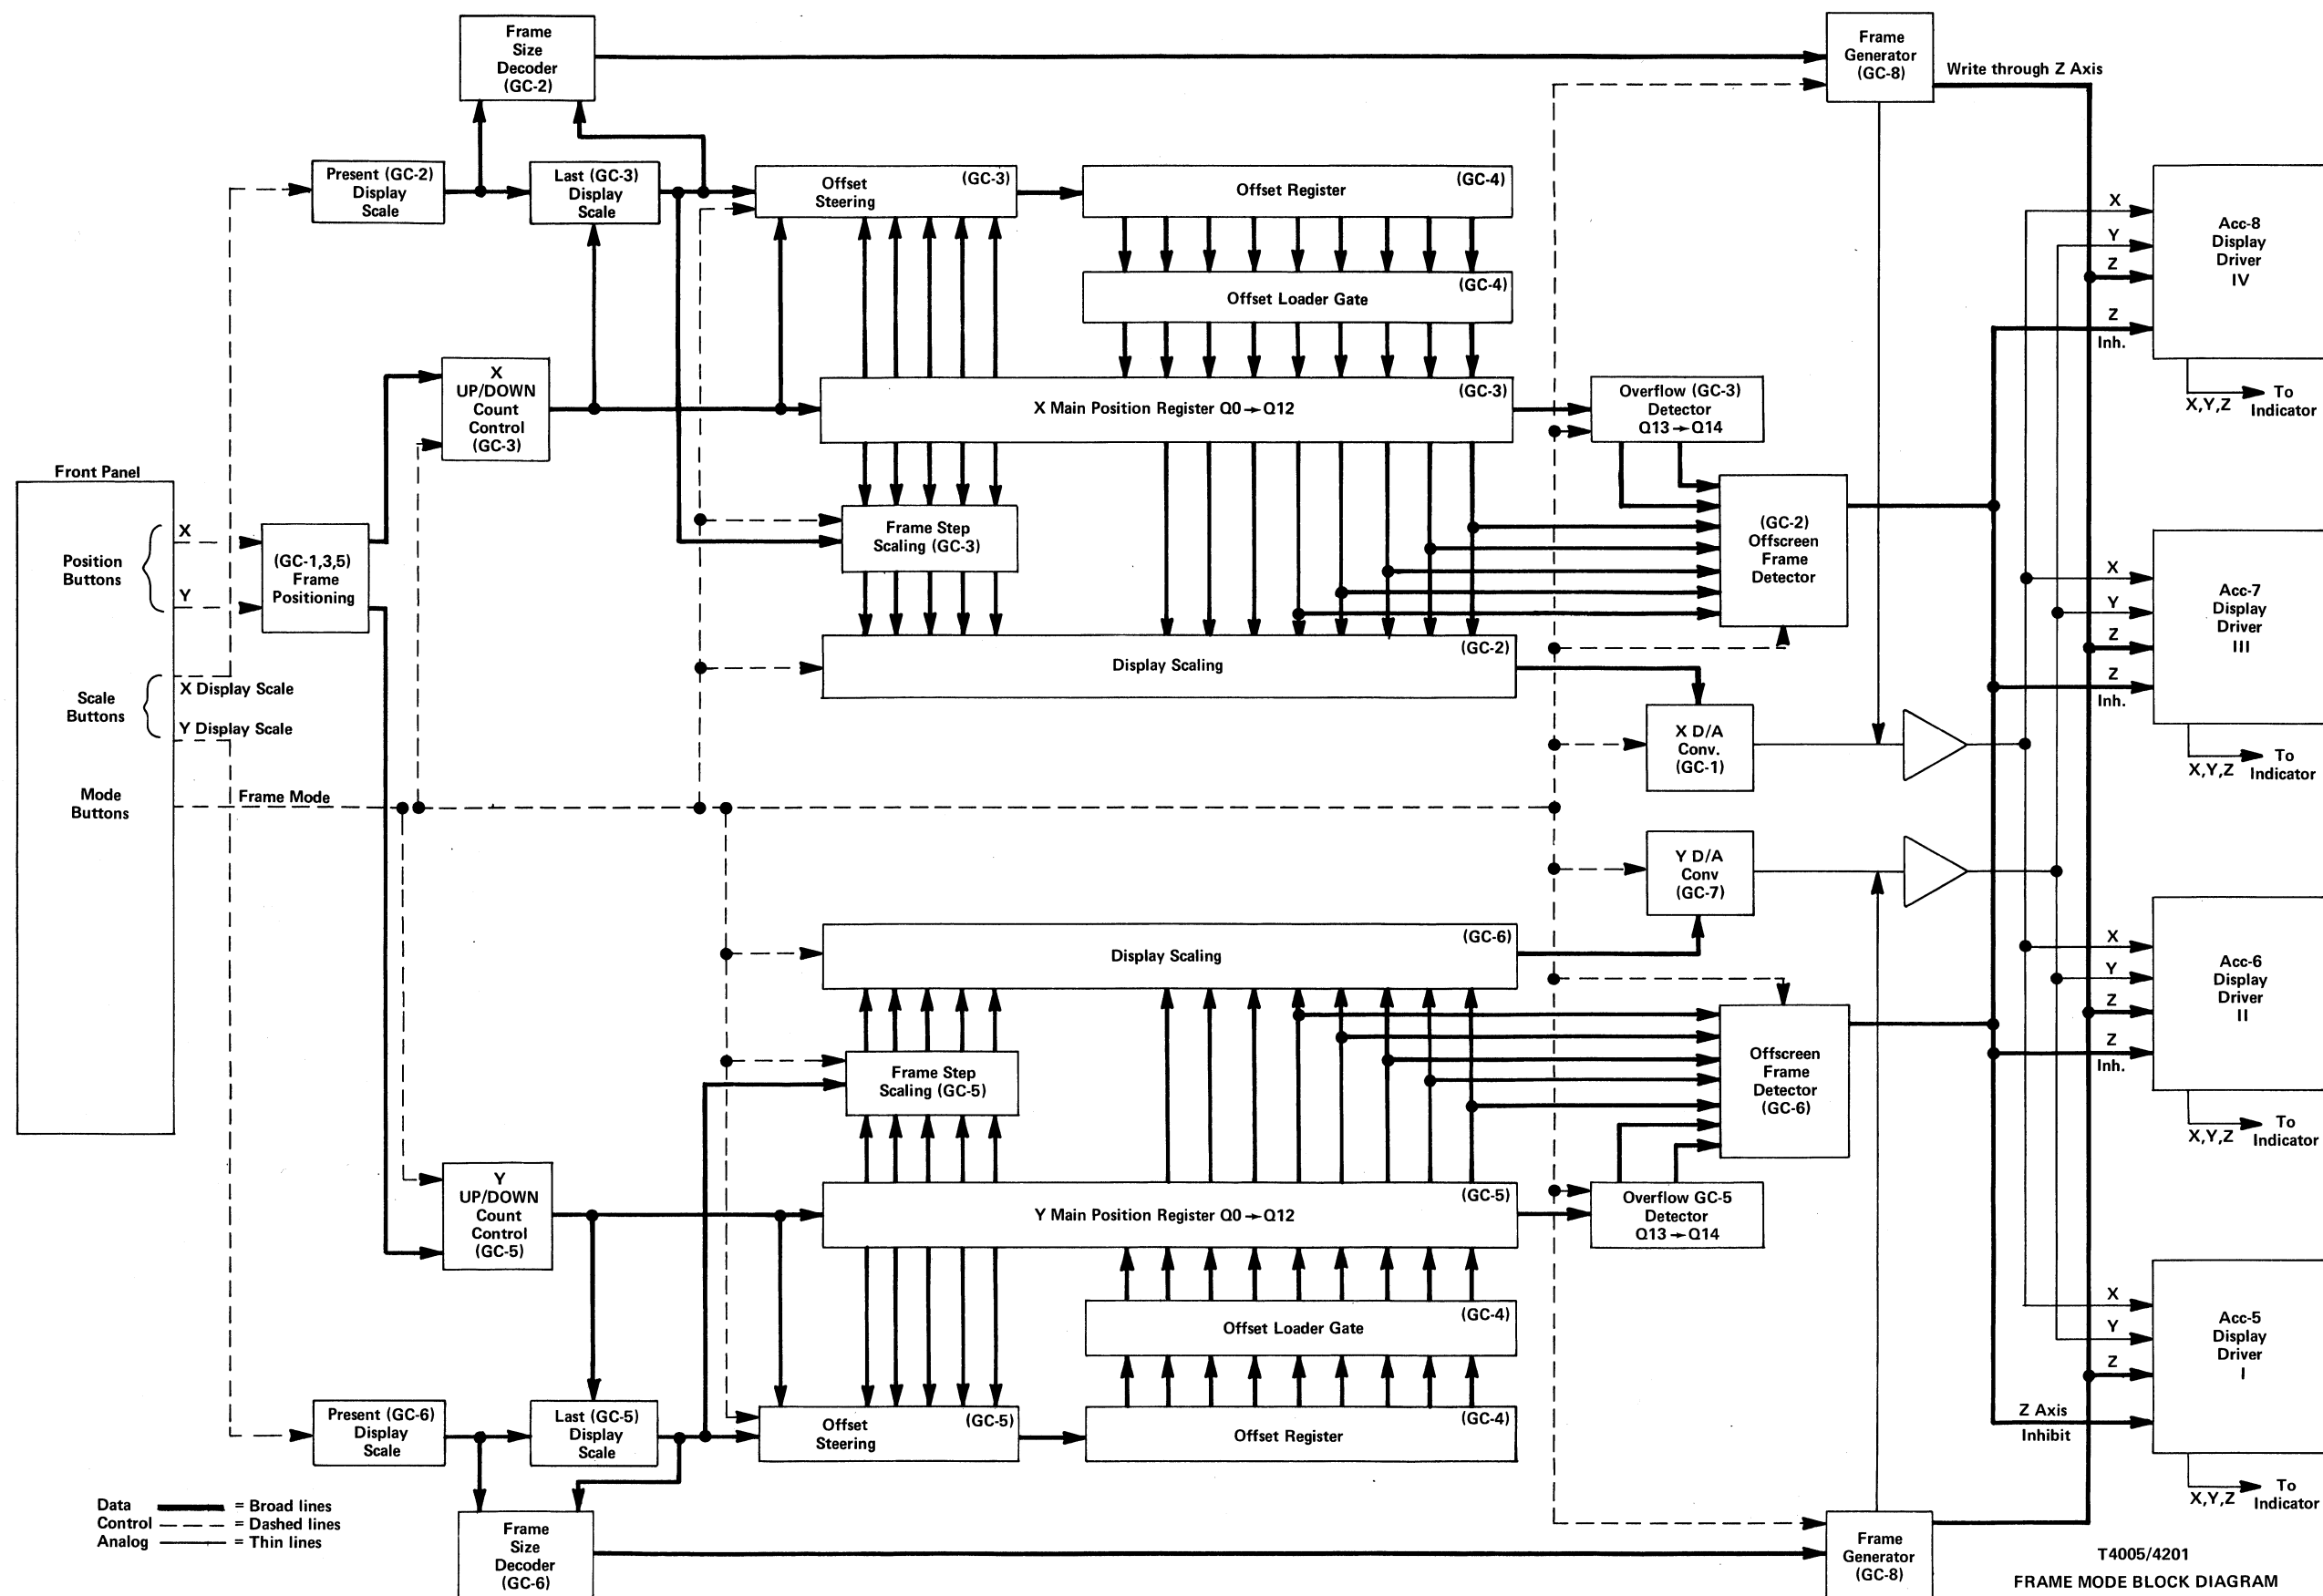 Frame
Size
Decoder
(GC-2)
Frame
Generator
(GC-8)
Write through Z Axis
Present (GC-2)
Display
Scale
Last (GC-3)
Display
Scale
Offset
Steering
(GC-3)
Offset Register
(GC-4)
Offset Loader Gate
(GC-4)
X
Y
Z
Z
Inh.
Acc-8
Display
Driver
IV
X,Y,Z
To
Indicator
X
UP/DOWN
Count
Control
(GC-3)
X Main Position Register Q0→Q12
(GC-3)
Overflow (GC-3)
Detector
Q13→Q14
Front Panel
Position
Buttons
X
Y
(GC-1,3,5)
Frame
Positioning
Frame Step
Scaling (GC-3)
(GC-2)
Offscreen
Frame
Detector
X
Y
Z
Z
Inh.
Acc-7
Display
Driver
III
X,Y,Z
To
Indicator
Scale
Buttons
X Display Scale
Y Display Scale
Display Scaling
(GC-2)
X D/A
Conv.
(GC-1)
Mode
Buttons
Frame Mode
Y D/A
Conv
(GC-7)
Display Scaling
(GC-6)
X
Y
Z
Z
Inh.
Acc-6
Display
Driver
II
X,Y,Z
To
Indicator
Frame Step
Scaling (GC-5)
Offscreen
Frame
Detector
(GC-6)
Y
UP/DOWN
Count
Control
(GC-5)
Y Main Position Register Q0→Q12
(GC-5)
Overflow GC-5
Detector
Q13→Q14
Offset Loader Gate
(GC-4)
X
Y
Z
Z Axis
Inhibit
Acc-5
Display
Driver
I
X,Y,Z
To
Indicator
Present (GC-6)
Display
Scale
Last (GC-5)
Display
Scale
Offset
Steering
(GC-5)
Offset Register
(GC-4)
Data = Broad lines
Control = Dashed lines
Analog = Thin lines
Frame
Size
Decoder
(GC-6)
Frame
Generator
(GC-8)
T4005/4201
FRAME MODE BLOCK DIAGRAM